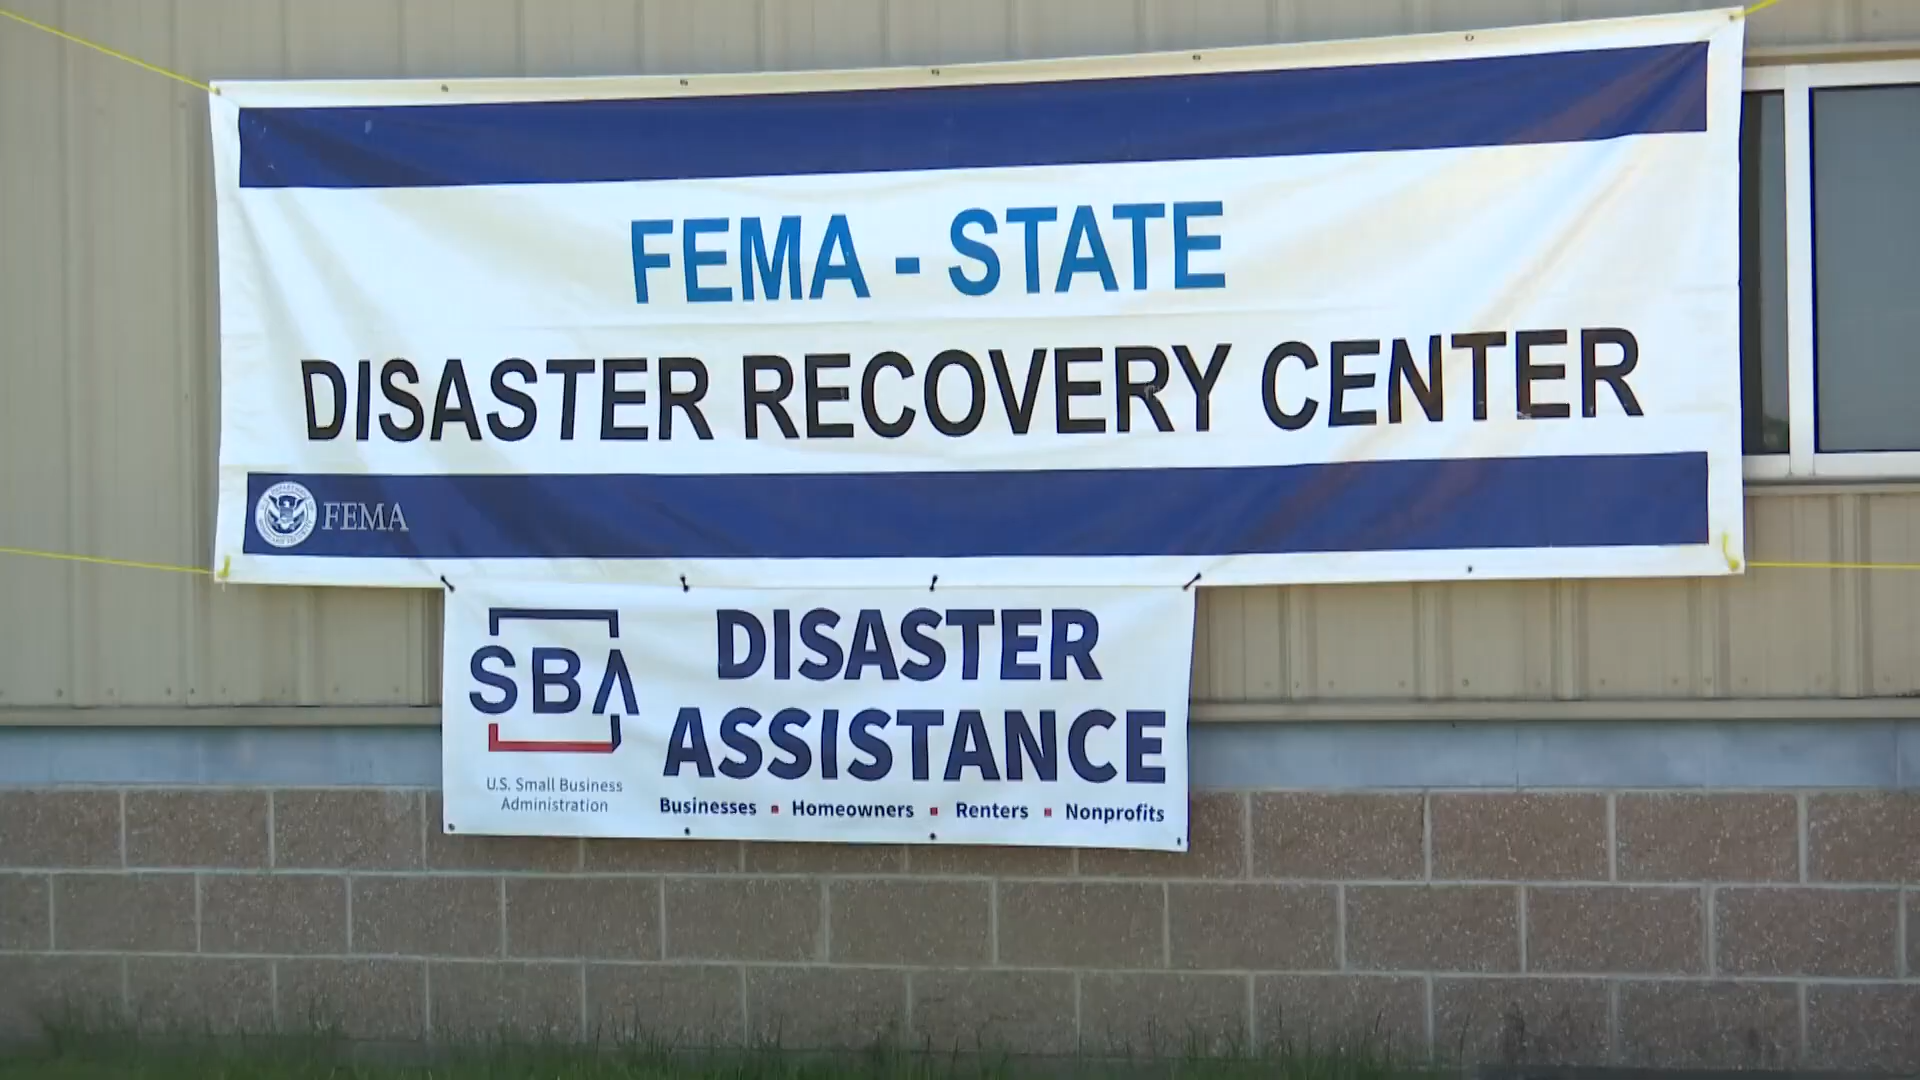 FEMA - STATE
DISASTER RECOVERY CENTER
FEMA
SBA
U.S. Small Business
Administration
DISASTER
ASSISTANCE
Businesses ▪ Homeowners ▪ Renters ▪ Nonprofits